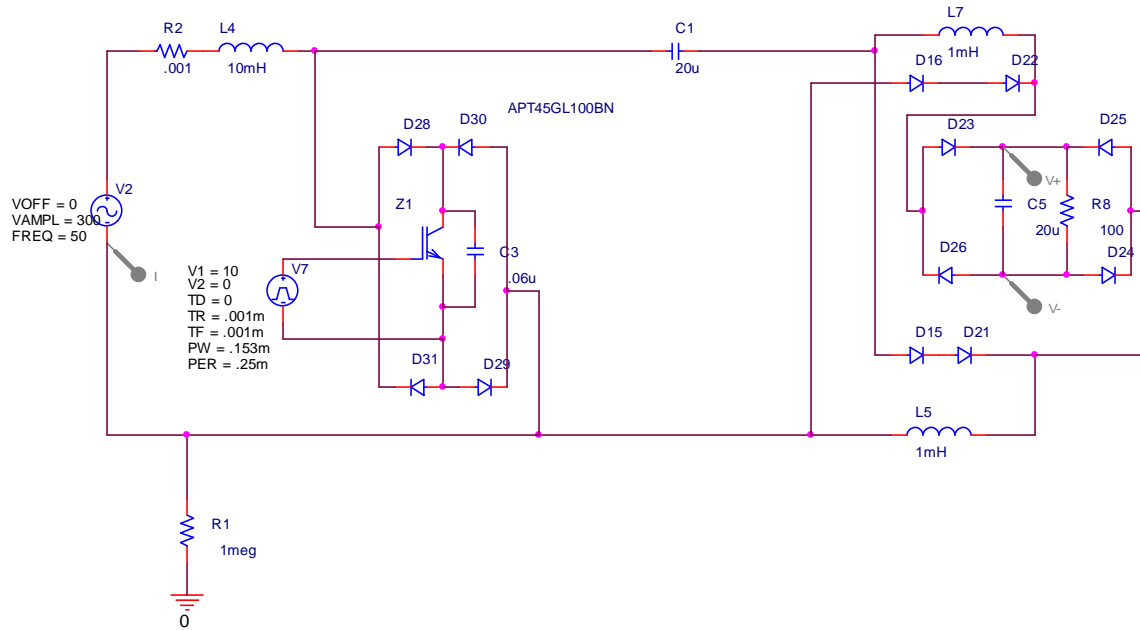 R2
L4
.001
10mH
C1
20u
L7
1mH
D16
D22
APT45GL100BN
D28
D30
D23
D25
V+
VOFF = 0
VAMPL = 300
FREQ = 50
V2
I
Z1
C3
.06u
C5
20u
R8
100
D26
D24
V-
V1 = 10
V2 = 0
TD = 0
TR = .001m
TF = .001m
PW = .153m
PER = .25m
V7
D31
D29
D15
D21
L5
1mH
R1
1meg
0